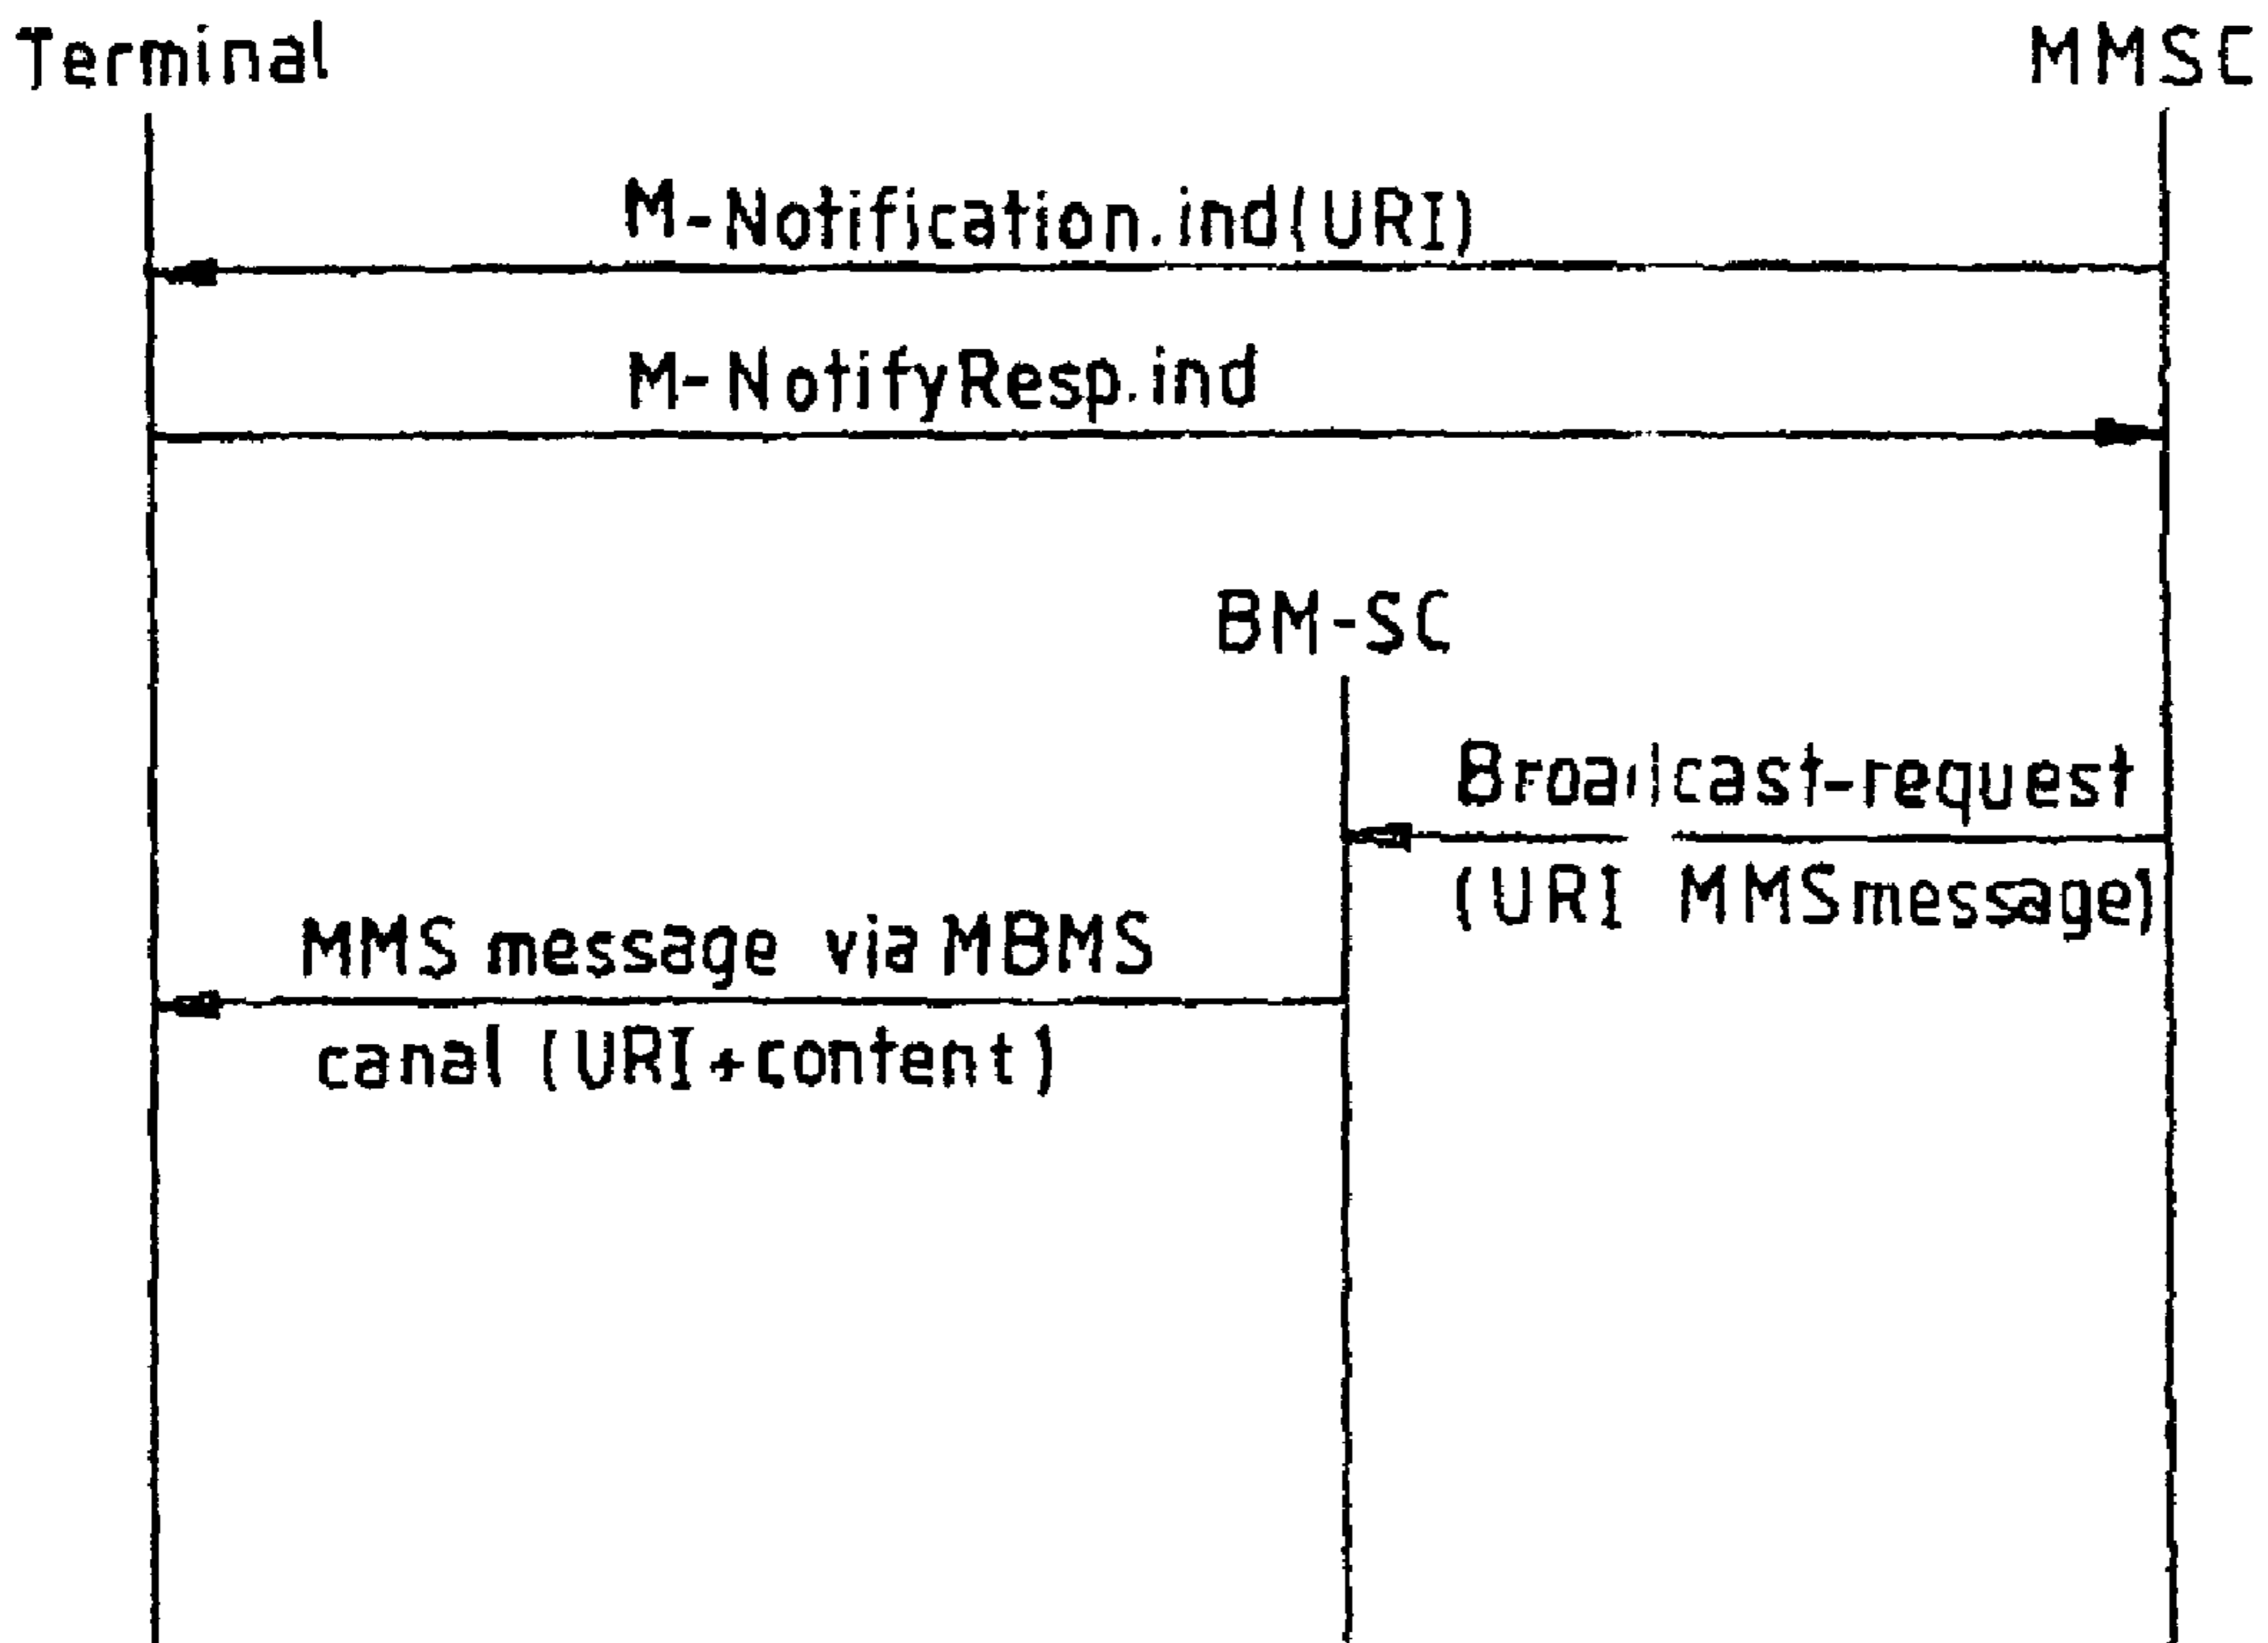 Terminal
MMSC
M-Notification.ind(URI)
M-NotifyResp.ind
BM-SC
Broadcast-request
(URI MMSmessage)
MMS message via MBMS
canal (URI+content)